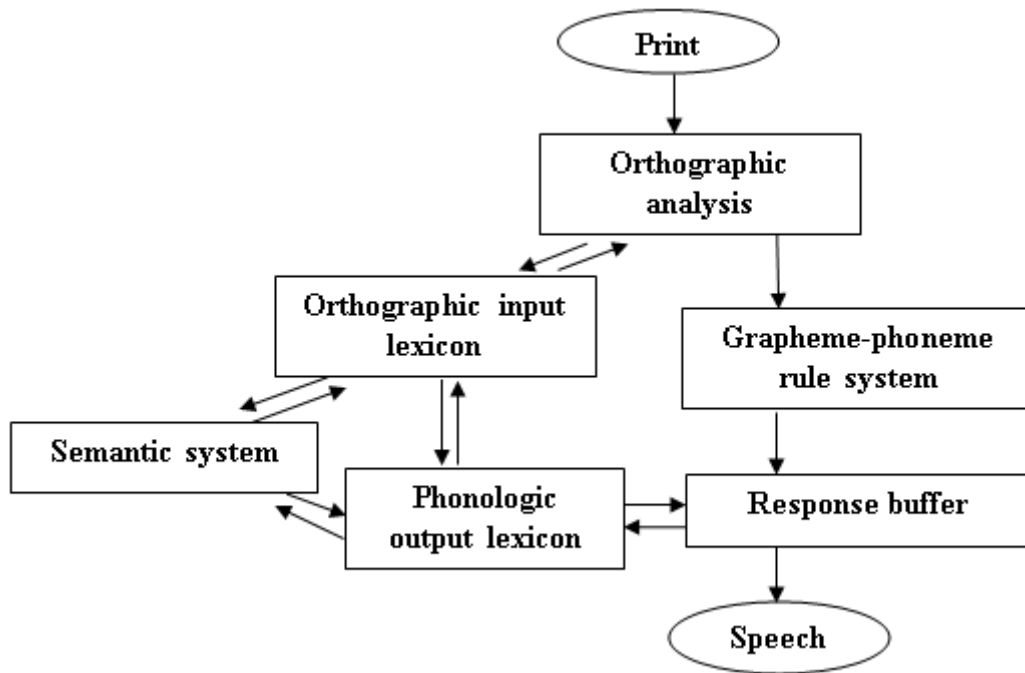 Print
Orthographic
analysis
Orthographic input
lexicon
Grapheme-phoneme
rule system
Semantic system
Phonologic
output lexicon
Response buffer
Speech